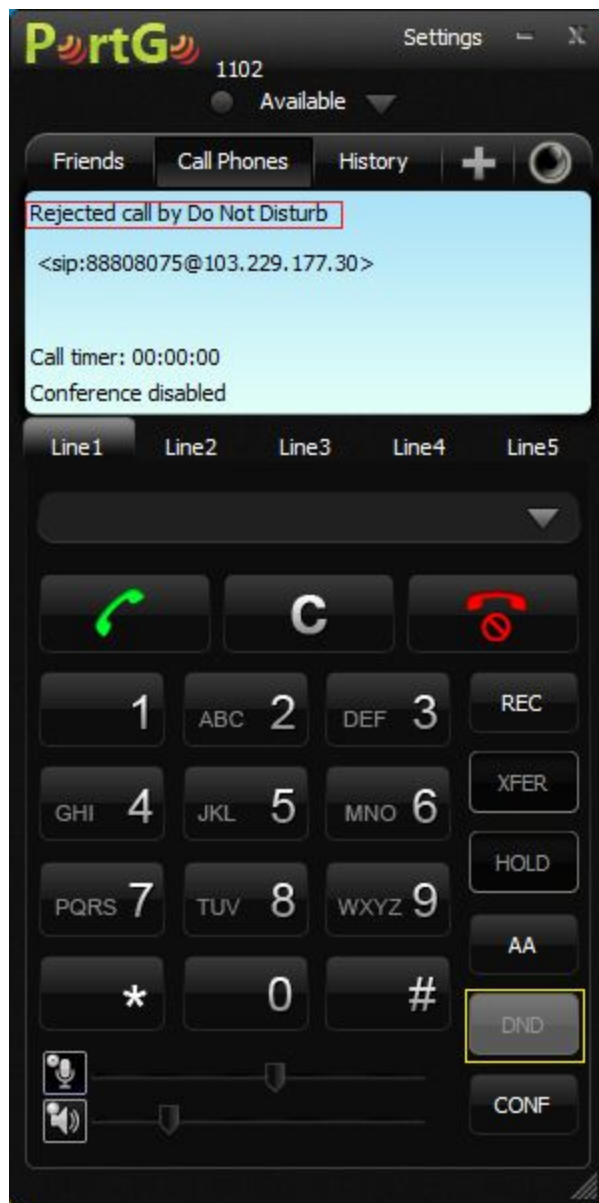 PortGo
Settings
1102
Available
Friends Call Phones History
Rejected call by Do Not Disturb
<sip:88808075@103.229.177.30>
Call timer: 00:00:00
Conference disabled
Line1 Line2 Line3 Line4 Line5
C
1 ABC 2 DEF 3 REC
GHI 4 JKL 5 MNO 6 XFER
HOLD
PQRS 7 TUV 8 WXYZ 9
AA
* 0 # DND
CONF